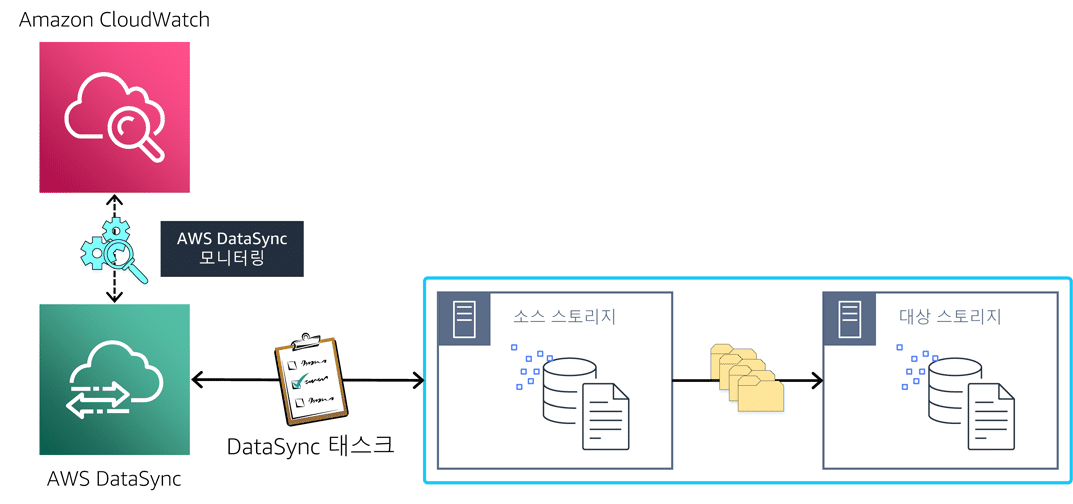 Amazon CloudWatch
AWS DataSync
모니터링
소스 스토리지
대상 스토리지
DataSync 태스크
AWS DataSync